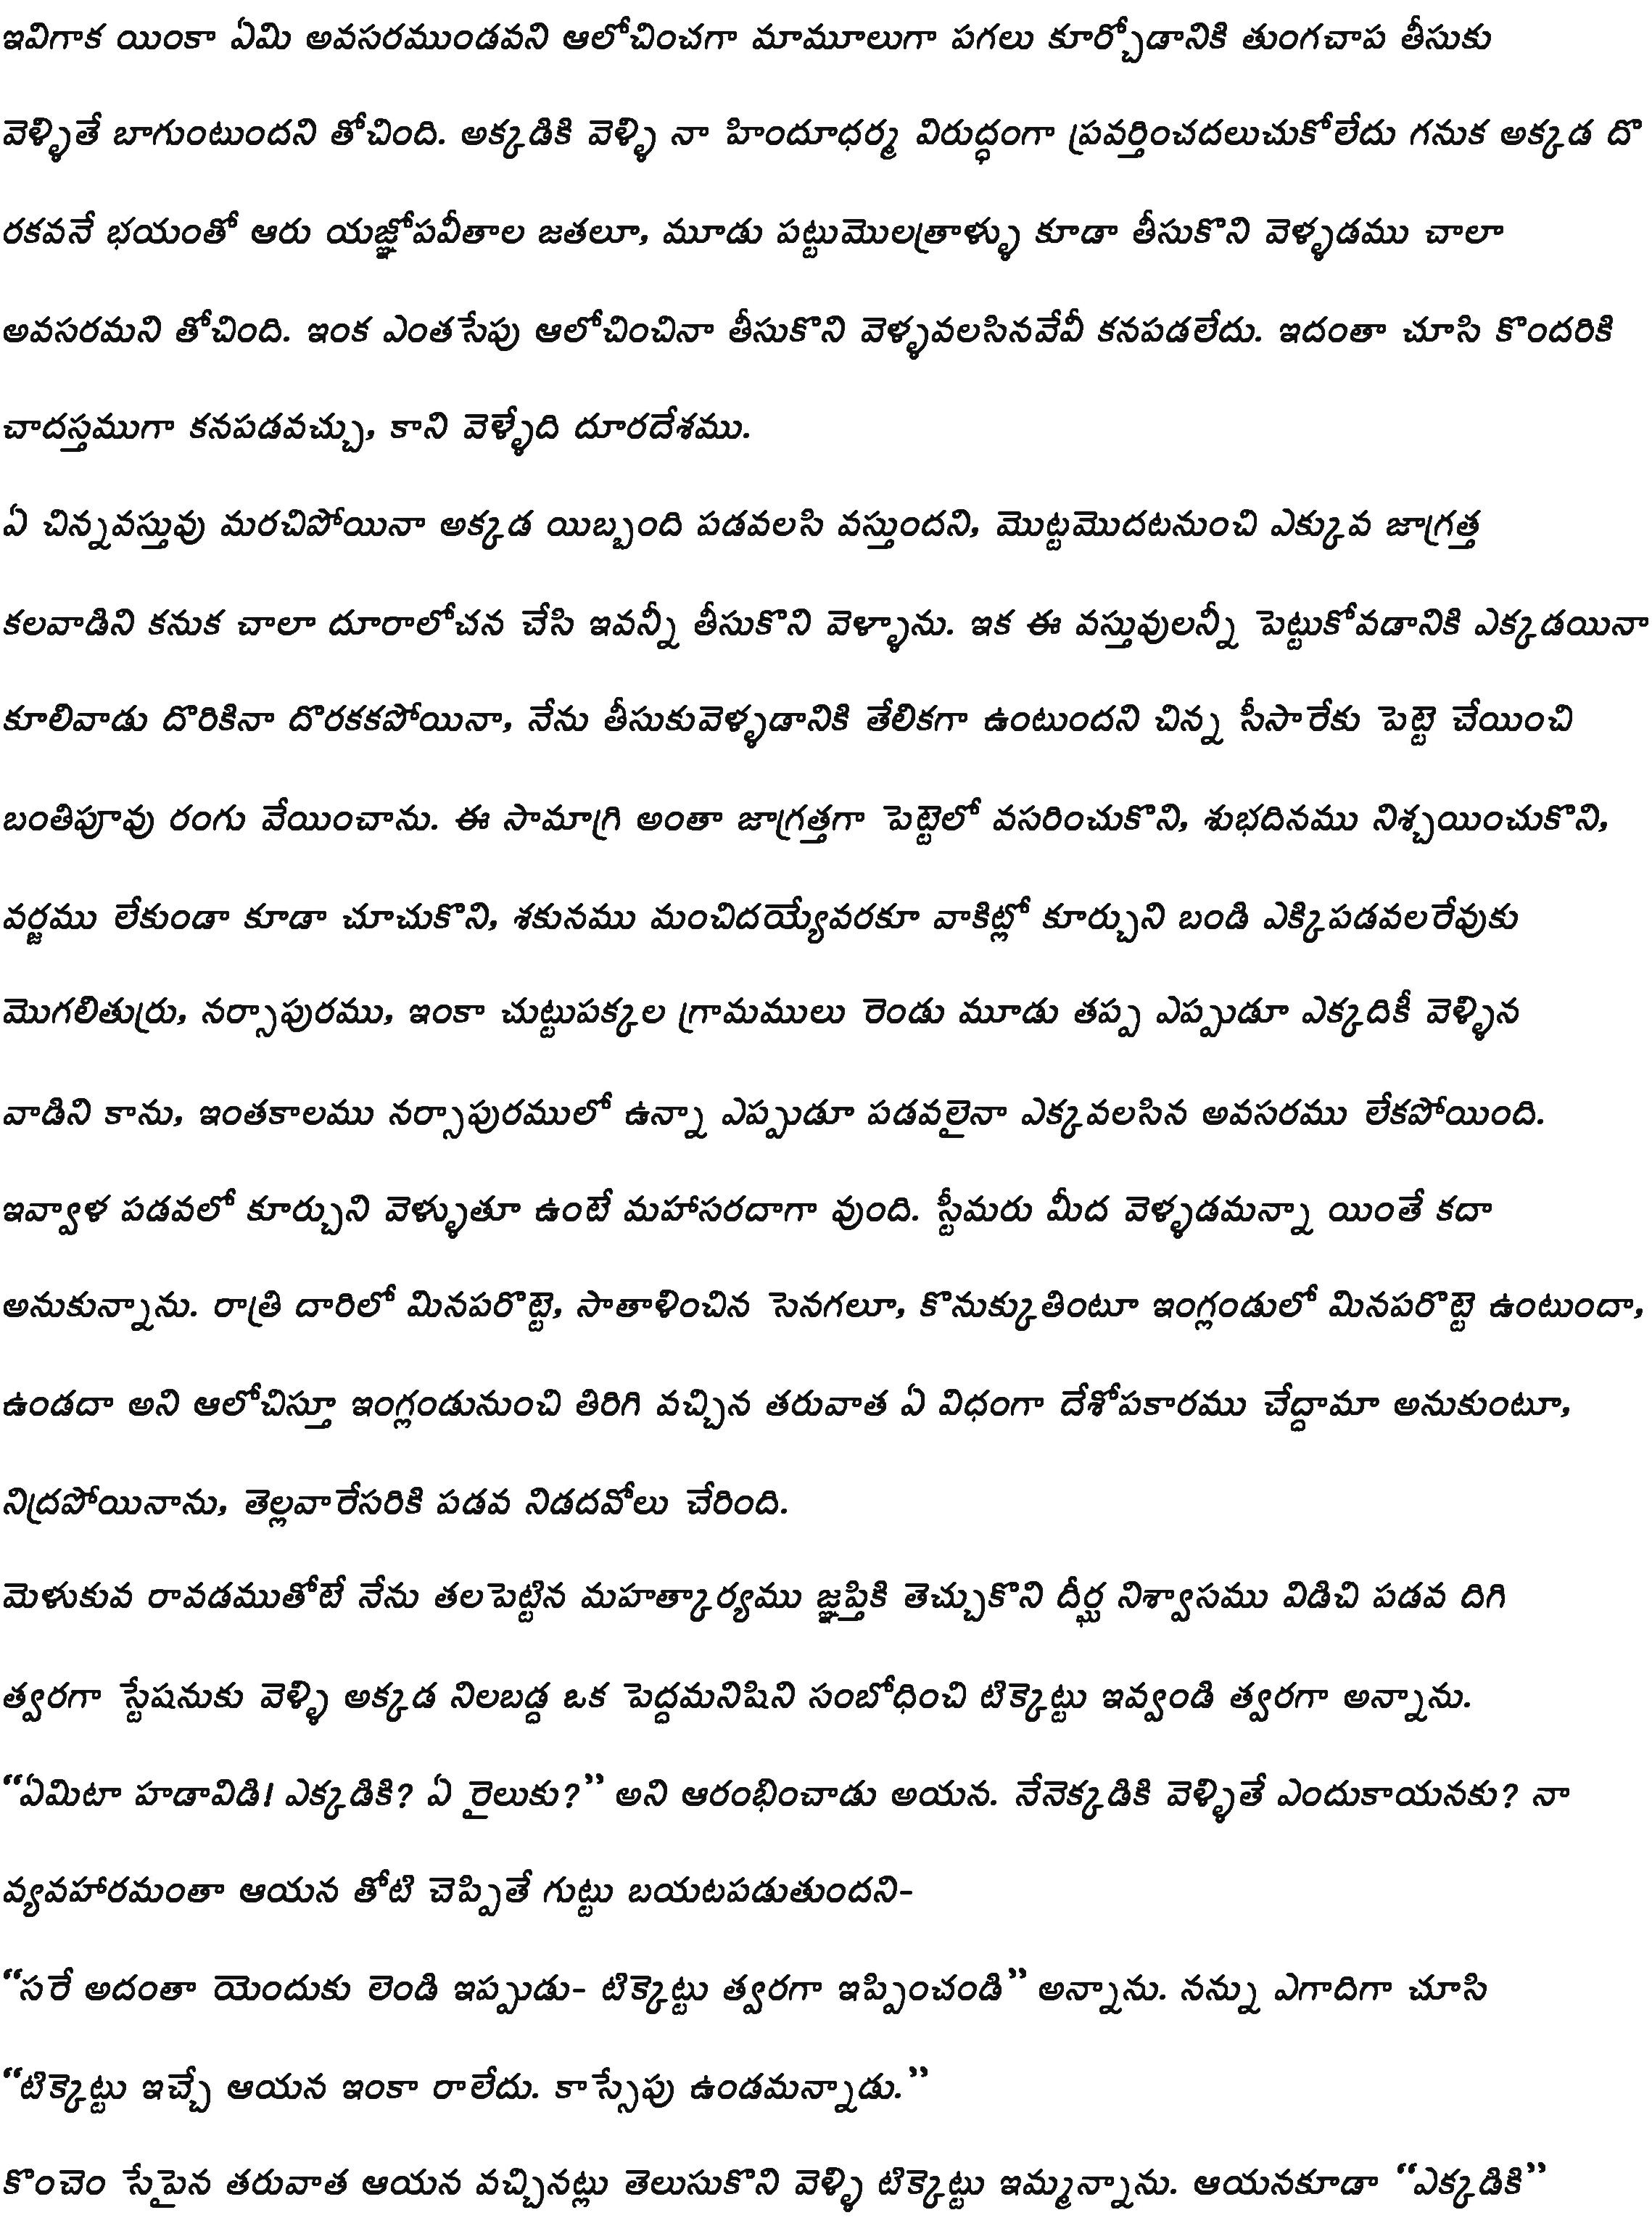 ఇవిగాక యింకా ఏమి అవసరముండవని ఆలోచించగా మామూలుగా పగలు కూర్చోడానికి తుంగచాప తీసుకు
వెళ్ళితే బాగుంటుందని తోచింది. అక్కడికి వెళ్ళి నా హిందూధర్మ విరుద్ధంగా ప్రవర్తించదలుచుకోలేదు గనుక అక్కడ దొ
రకవనే భయంతో ఆరు యజ్ఞోపవీతాల జతలూ, మూడు పట్టుమొలత్రాళ్ళు కూడా తీసుకొని వెళ్ళడము చాలా
అవసరమని తోచింది. ఇంక ఎంతసేపు ఆలోచించినా తీసుకొని వెళ్ళవలసినవేవీ కనపడలేదు. ఇదంతా చూసి కొందరికి
చాదస్తముగా కనపడవచ్చు, కాని వెళ్ళేది దూరదేశము.
ఏ చిన్నవస్తువు మరచిపోయినా అక్కడ యిబ్బంది పడవలసి వస్తుందని, మొట్టమొదటనుంచి ఎక్కువ జాగ్రత్త
కలవాడిని కనుక చాలా దూరాలోచన చేసి ఇవన్నీ తీసుకొని వెళ్ళాను. ఇక ఈ వస్తువులన్నీ పెట్టుకోవడానికి ఎక్కడయినా
కూలివాడు దొరికినా దొరకకపోయినా, నేను తీసుకువెళ్ళడానికి తేలికగా ఉంటుందని చిన్న సీసారేకు పెట్టె చేయించి
బంతిపూవు రంగు వేయించాను. ఈ సామాగ్రి అంతా జాగ్రత్తగా పెట్టెలో వసరించుకొని, శుభదినము నిశ్చయించుకొని,
వర్జము లేకుండా కూడా చూచుకొని, శకునము మంచిదయ్యేవరకూ వాకిట్లో కూర్చుని బండి ఎక్కిపడవలరేవుకు
మొగలితుర్రు, నర్సాపురము, ఇంకా చుట్టుపక్కల గ్రామములు రెండు మూడు తప్ప ఎప్పుడూ ఎక్కదికీ వెళ్ళిన
వాడిని కాను, ఇంతకాలము నర్సాపురములో ఉన్నా ఎప్పుడూ పడవలైనా ఎక్కవలసిన అవసరము లేకపోయింది.
ఇవ్వాళ పడవలో కూర్చుని వెళ్ళుతూ ఉంటే మహాసరదాగా వుంది. స్టీమరు మీద వెళ్ళడమన్నా యింతే కదా
అనుకున్నాను. రాత్రి దారిలో మినపరొట్టె, సాతాళించిన సెనగలూ, కొనుక్కుతింటూ ఇంగ్లండులో మినపరొట్టె ఉంటుందా,
ఉండదా అని ఆలోచిస్తూ ఇంగ్లండునుంచి తిరిగి వచ్చిన తరువాత ఏ విధంగా దేశోపకారము చేద్దామా అనుకుంటూ,
నిద్రపోయినాను, తెల్లవారేసరికి పడవ నిడదవోలు చేరింది.
మెళుకువ రావడముతోటే నేను తలపెట్టిన మహత్కార్యము జ్ఞప్తికి తెచ్చుకొని దీర్ఘ నిశ్వాసము విడిచి పడవ దిగి
త్వరగా స్టేషనుకు వెళ్ళి అక్కడ నిలబడ్డ ఒక పెద్దమనిషిని సంబోధించి టిక్కెట్టు ఇవ్వండి త్వరగా అన్నాను.
“ఏమిటా హడావిడి! ఎక్కడికి? ఏ రైలుకు?” అని ఆరంభించాడు అయన. నేనెక్కడికి వెళ్ళితే ఎందుకాయనకు? నా
వ్యవహారమంతా ఆయన తోటి చెప్పితే గుట్టు బయటపడుతుందని-
“సరే అదంతా యెందుకు లెండి ఇప్పుడు- టిక్కెట్టు త్వరగా ఇప్పించండి” అన్నాను. నన్ను ఎగాదిగా చూసి
“టిక్కెట్టు ఇచ్చే ఆయన ఇంకా రాలేదు. కాస్సేపు ఉండమన్నాడు.”
కొంచెం సేపైన తరువాత ఆయన వచ్చినట్లు తెలుసుకొని వెళ్ళి టిక్కెట్టు ఇమ్మన్నాను. ఆయనకూడా “ఎక్కడికి”